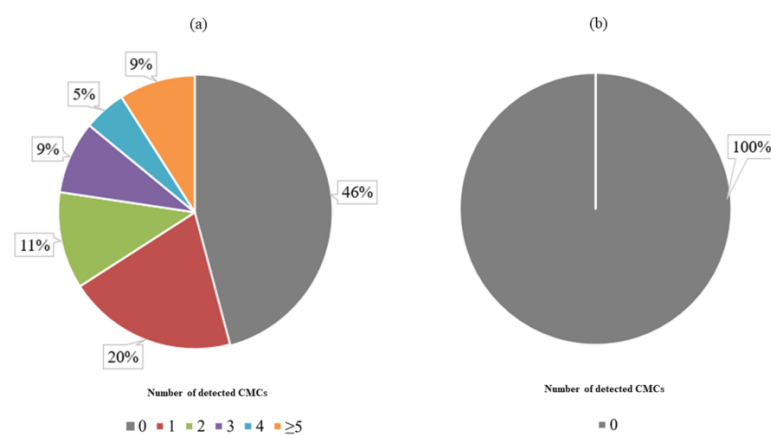 (a)
(b)
9%
5%
9%
11%
20%
46%
100%
Number of detected CMCs
0 1 2 3 4 ≥5
Number of detected CMCs
0